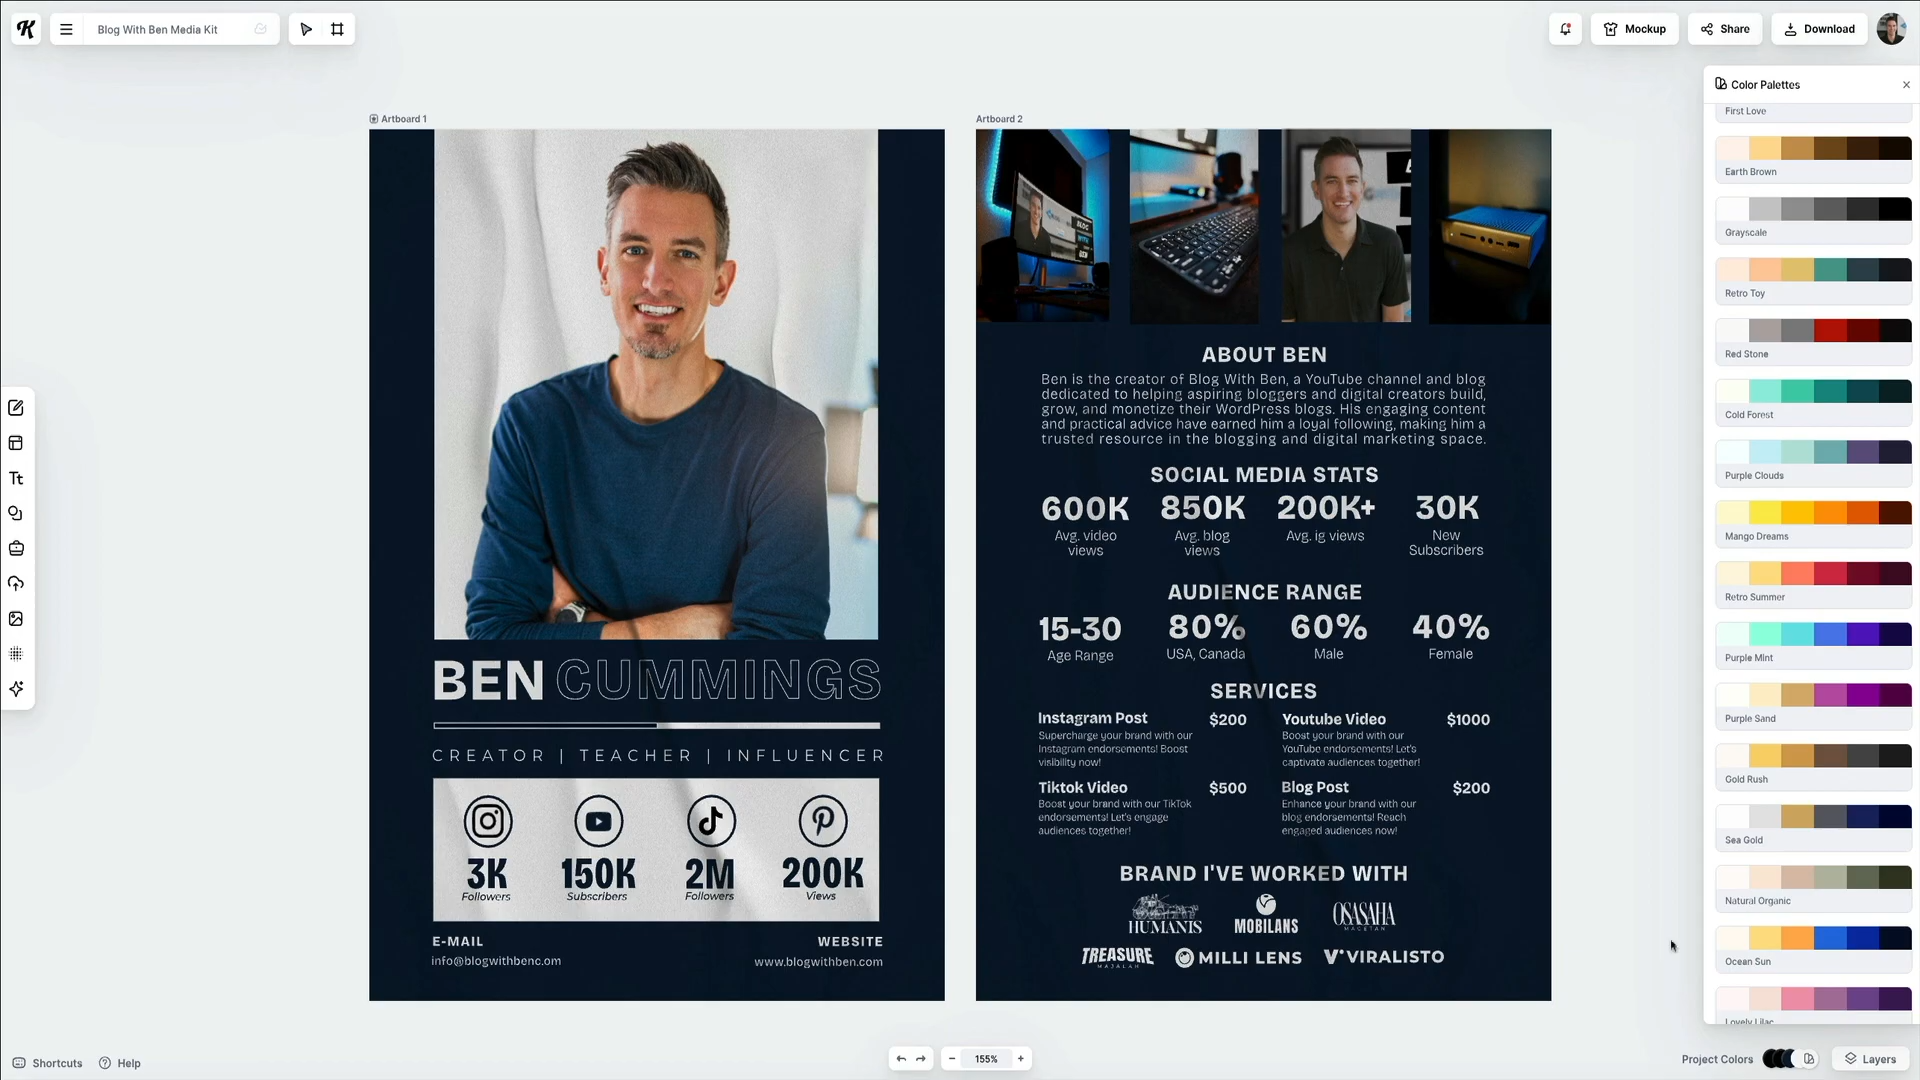 K
Blog With Ben Media Kit
Mockup
Share
Download
Artboard 1
BEN CUMMINGS
CREATOR | TEACHER | INFLUENCER
3K
150K
2M
200K
Followers
Subscribers
Followers
Views
E-MAIL
WEBSITE
info@blogwithbenc.om
www.blogwithben.com
Artboard 2
BLOG
WITH
BEN
ABOUT BEN
Ben is the creator of Blog With Ben, a YouTube channel and blog
dedicated to helping aspiring bloggers and digital creators build,
grow, and monetize their WordPress blogs. His engaging content
and practical advice have earned him a loyal following, making him a
trusted resource in the blogging and digital marketing space.
SOCIAL MEDIA STATS
600K
850K
200K+
30K
Avg. video
views
Avg. blog
views
Avg. ig views
New
Subscribers
AUDIENCE RANGE
15-30
80%
60%
40%
Age Range
USA, Canada
Male
Female
SERVICES
Instagram Post $200
Supercharge your brand with our
Instagram endorsements! Boost
visibility now!
Youtube Video $1000
Boost your brand with our
YouTube endorsements! Let's
captivate audiences together!
Tiktok Video $500
Boost your brand with our TikTok
endorsements! Let's engage
audiences together!
Blog Post $200
Enhance your brand with our
blog endorsements! Reach
engaged audiences now!
BRAND I'VE WORKED WITH
HUMANIS
MOBILANS
OSASAHA
MACETAN
TREASURE
MAJALAH
MILLI LENS
VIRALISTO
Color Palettes
First Love
Earth Brown
Grayscale
Retro Toy
Red Stone
Cold Forest
Purple Clouds
Mango Dreams
Retro Summer
Purple Mint
Purple Sand
Gold Rush
Sea Gold
Natural Organic
Ocean Sun
Lovely Lilac
Tt
Shortcuts
Help
155%
Project Colors
Layers